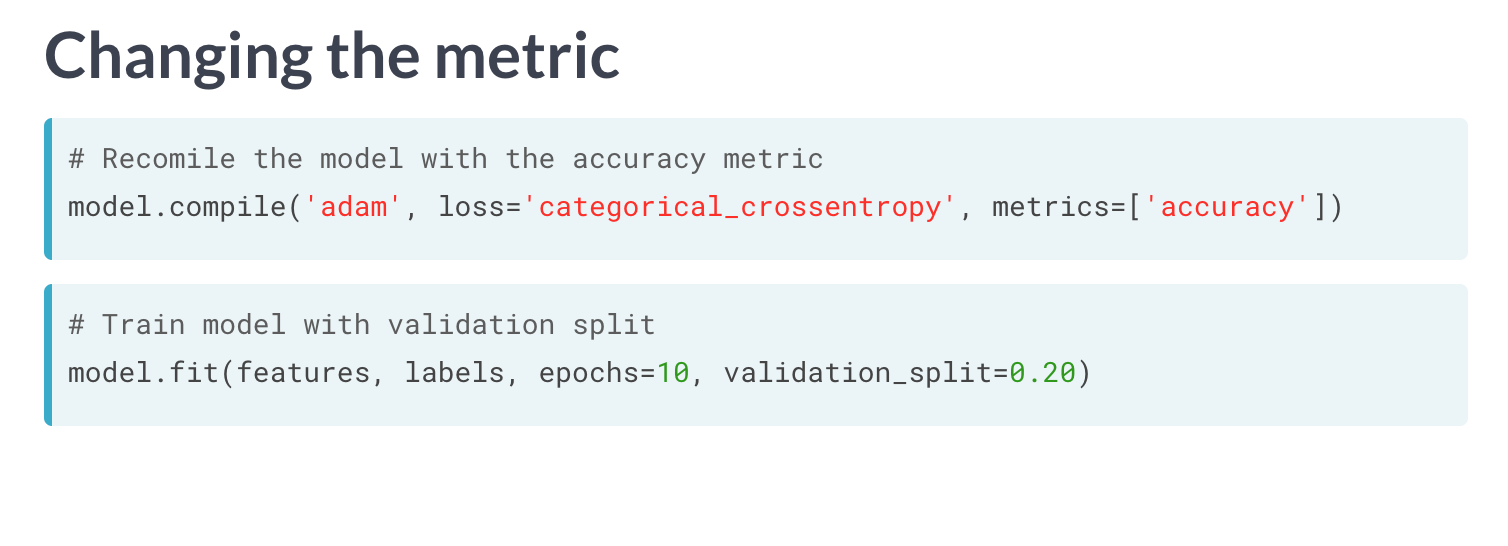 Changing the metric
# Recomile the model with the accuracy metric
model.compile('adam', loss='categorical_crossentropy', metrics=['accuracy'])
# Train model with validation split
model.fit(features, labels, epochs=10, validation_split=0.20)